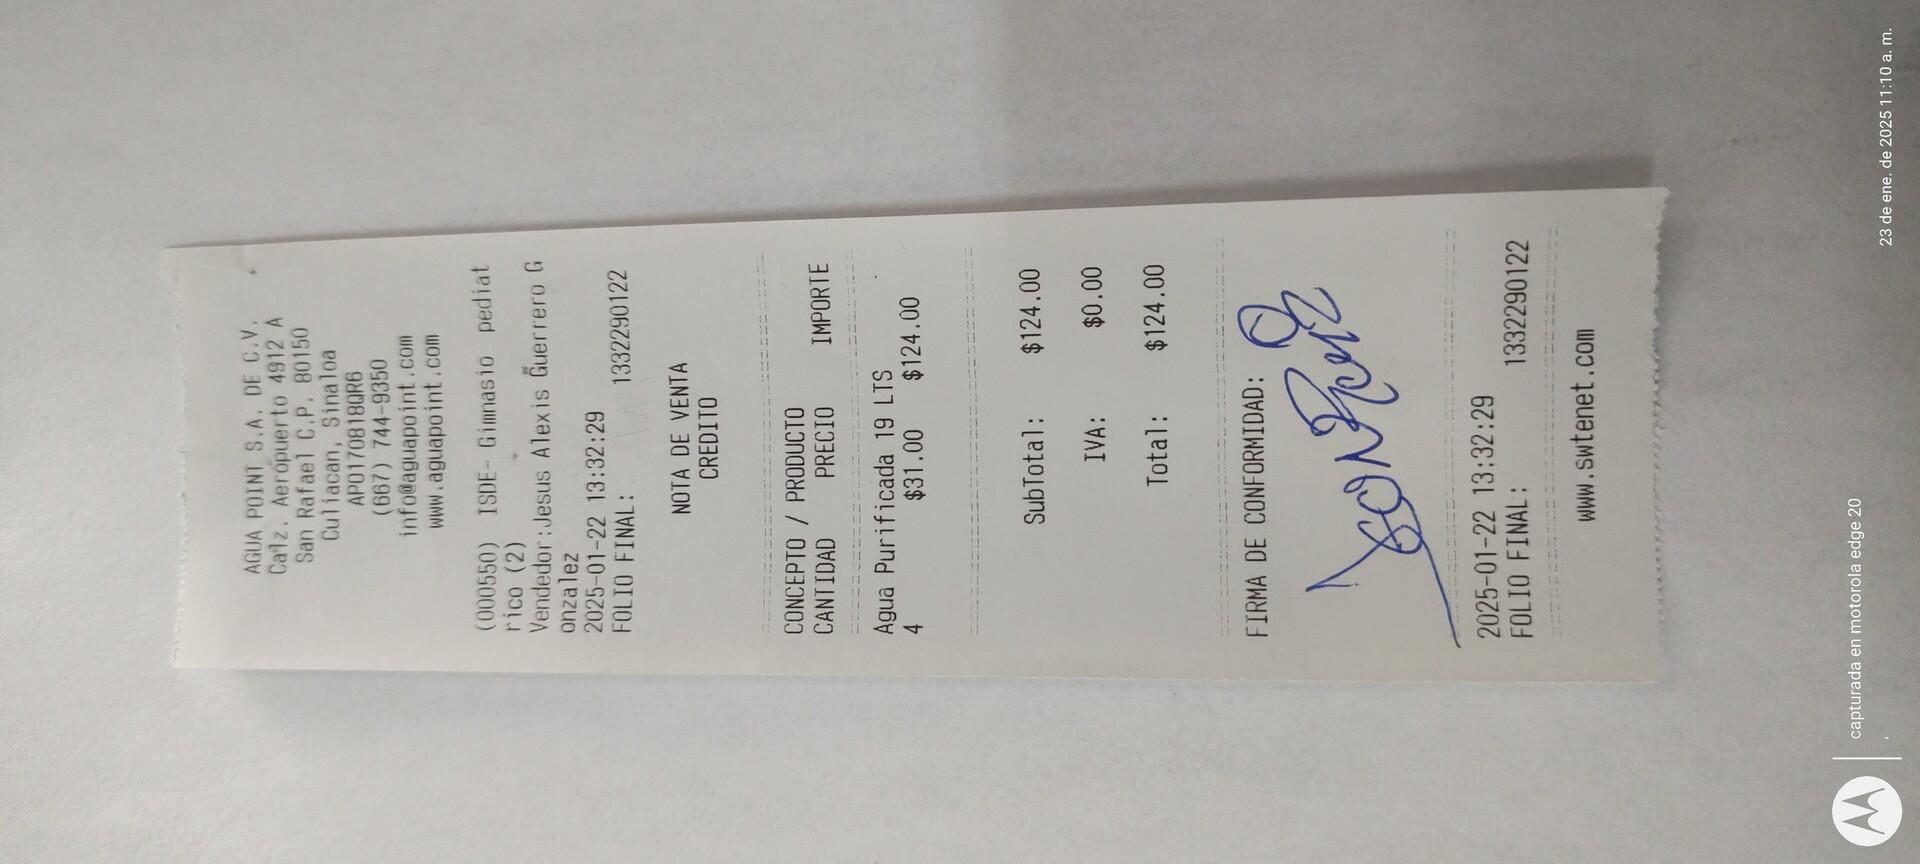 AGUA POINT S.A. DE C.V.
Calz. Aeropuerto 4912 A
San Rafael C.P. 80150
Culiacan, Sinaloa
APO170818QR6
(667) 744-9350
info@aguapoint.com
www.aguapoint.com
(000550) ISDE- Gimnasio pediat
rico (2)
Vendedor:Jesus Alexis Guerrero G
onzalez
2025-01-22 13:32:29
FOLIO FINAL: 1332290122
NOTA DE VENTA
CREDITO
CONCEPTO / PRODUCTO
CANTIDAD PRECIO IMPORTE
Agua Purificada 19 LTS
4 $31.00 $124.00
SubTotal: $124.00
IVA: $0.00
Total: $124.00
FIRMA DE CONFORMIDAD:
2025-01-22 13:32:29
FOLIO FINAL: 1332290122
www.swtenet.com
capturada en motorola edge 20
23 de ene. de 2025 11:10 a. m.